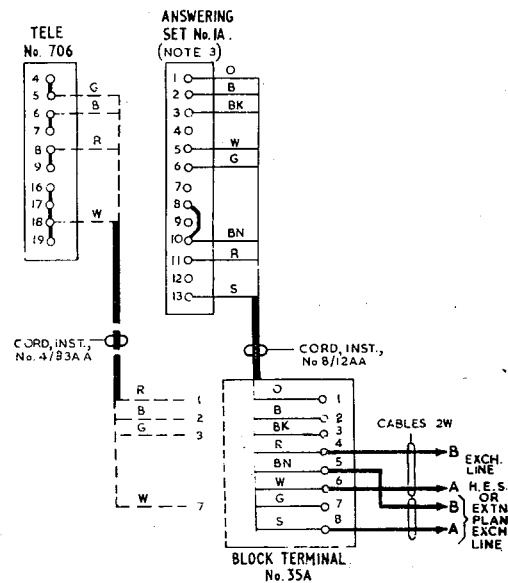 TELE
No. 706
4
5
6
7
8
9
16
17
18
19
G
B
R
W
ANSWERING
SET No.1A.
(NOTE 3)
1
2
3
4
5
6
7
8
9
10
11
12
13
O
B
BK
W
G
BN
R
S
CORD, INST.,
No. 4/93AA
CORD, INST.,
No 8/12AA
R 1
B 2
G 3
W 7
O 1
B 2
BK 3
R 4
BN 5
W 6
G 7
S 8
CABLES 2W
B EXCH.
LINE
A H.E.S.
OR
B EXTN
PLAN
EXCH
A LINE
BLOCK TERMINAL
No. 35A